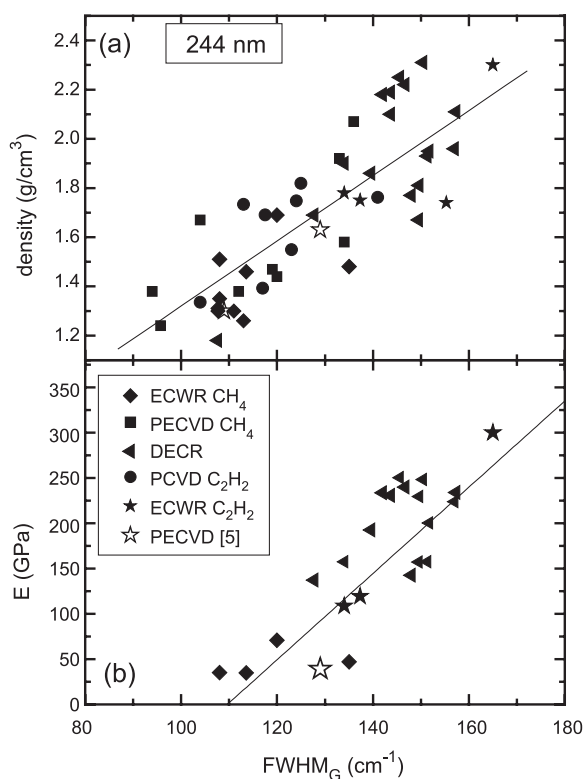 (a)
244 nm
density (g/cm³)
2.4
2.2
2.0
1.8
1.6
1.4
1.2
350
300
250
200
150
100
50
0
E (GPa)
ECWR CH₄
PECVD CH₄
DECR
PCVD C₂H₂
ECWR C₂H₂
PECVD [5]
(b)
80 100 120 140 160 180
FWHM_G (cm⁻¹)